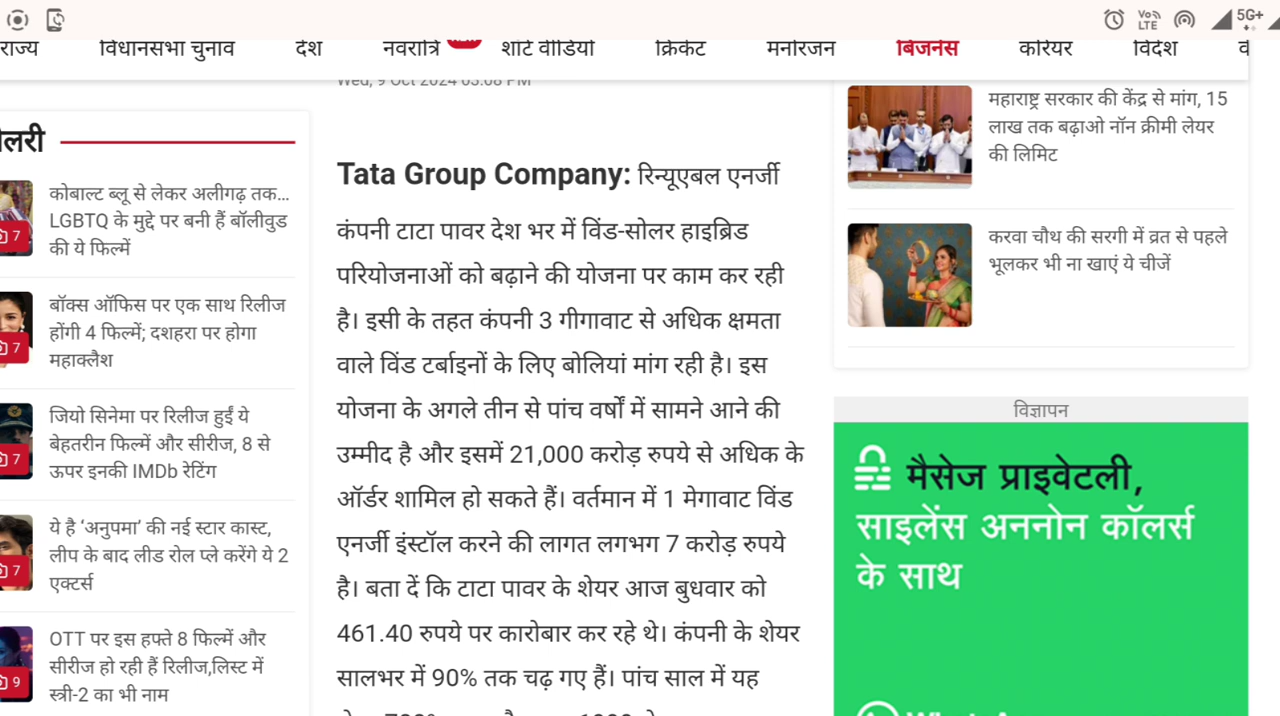 VoLTE
5G+
राज्य विधानसभा चुनाव देश नवरात्रि शॉर्ट वीडियो क्रिकेट मनोरंजन बिजनेस करियर विदेश
Wed, 9 Oct 2024
कोबाल्ट ब्लू से लेकर अलीगढ़ तक...
LGBTQ के मुद्दे पर बनी हैं बॉलीवुड
की ये फिल्में
7
बॉक्स ऑफिस पर एक साथ रिलीज
होंगी 4 फिल्में; दशहरा पर होगा
महाक्लैश
7
जियो सिनेमा पर रिलीज हुईं ये
बेहतरीन फिल्में और सीरीज, 8 से
ऊपर इनकी IMDb रेटिंग
7
ये है ‘अनुपमा’ की नई स्टार कास्ट,
लीप के बाद लीड रोल प्ले करेंगे ये 2
एक्टर्स
7
OTT पर इस हफ्ते 8 फिल्में और
सीरीज हो रही हैं रिलीज,लिस्ट में
स्त्री-2 का भी नाम
9
Tata Group Company: रिन्यूएबल एनर्जी
कंपनी टाटा पावर देश भर में विंड-सोलर हाइब्रिड
परियोजनाओं को बढ़ाने की योजना पर काम कर रही
है। इसी के तहत कंपनी 3 गीगावाट से अधिक क्षमता
वाले विंड टर्बाइनों के लिए बोलियां मांग रही है। इस
योजना के अगले तीन से पांच वर्षों में सामने आने की
उम्मीद है और इसमें 21,000 करोड़ रुपये से अधिक के
ऑर्डर शामिल हो सकते हैं। वर्तमान में 1 मेगावाट विंड
एनर्जी इंस्टॉल करने की लागत लगभग 7 करोड़ रुपये
है। बता दें कि टाटा पावर के शेयर आज बुधवार को
461.40 रुपये पर कारोबार कर रहे थे। कंपनी के शेयर
सालभर में 90% तक चढ़ गए हैं। पांच साल में यह
महाराष्ट्र सरकार की केंद्र से मांग, 15
लाख तक बढ़ाओ नॉन क्रीमी लेयर
की लिमिट
करवा चौथ की सरगी में व्रत से पहले
भूलकर भी ना खाएं ये चीजें
विज्ञापन
मैसेज प्राइवेटली,
साइलेंस अननोन कॉलर्स
के साथ